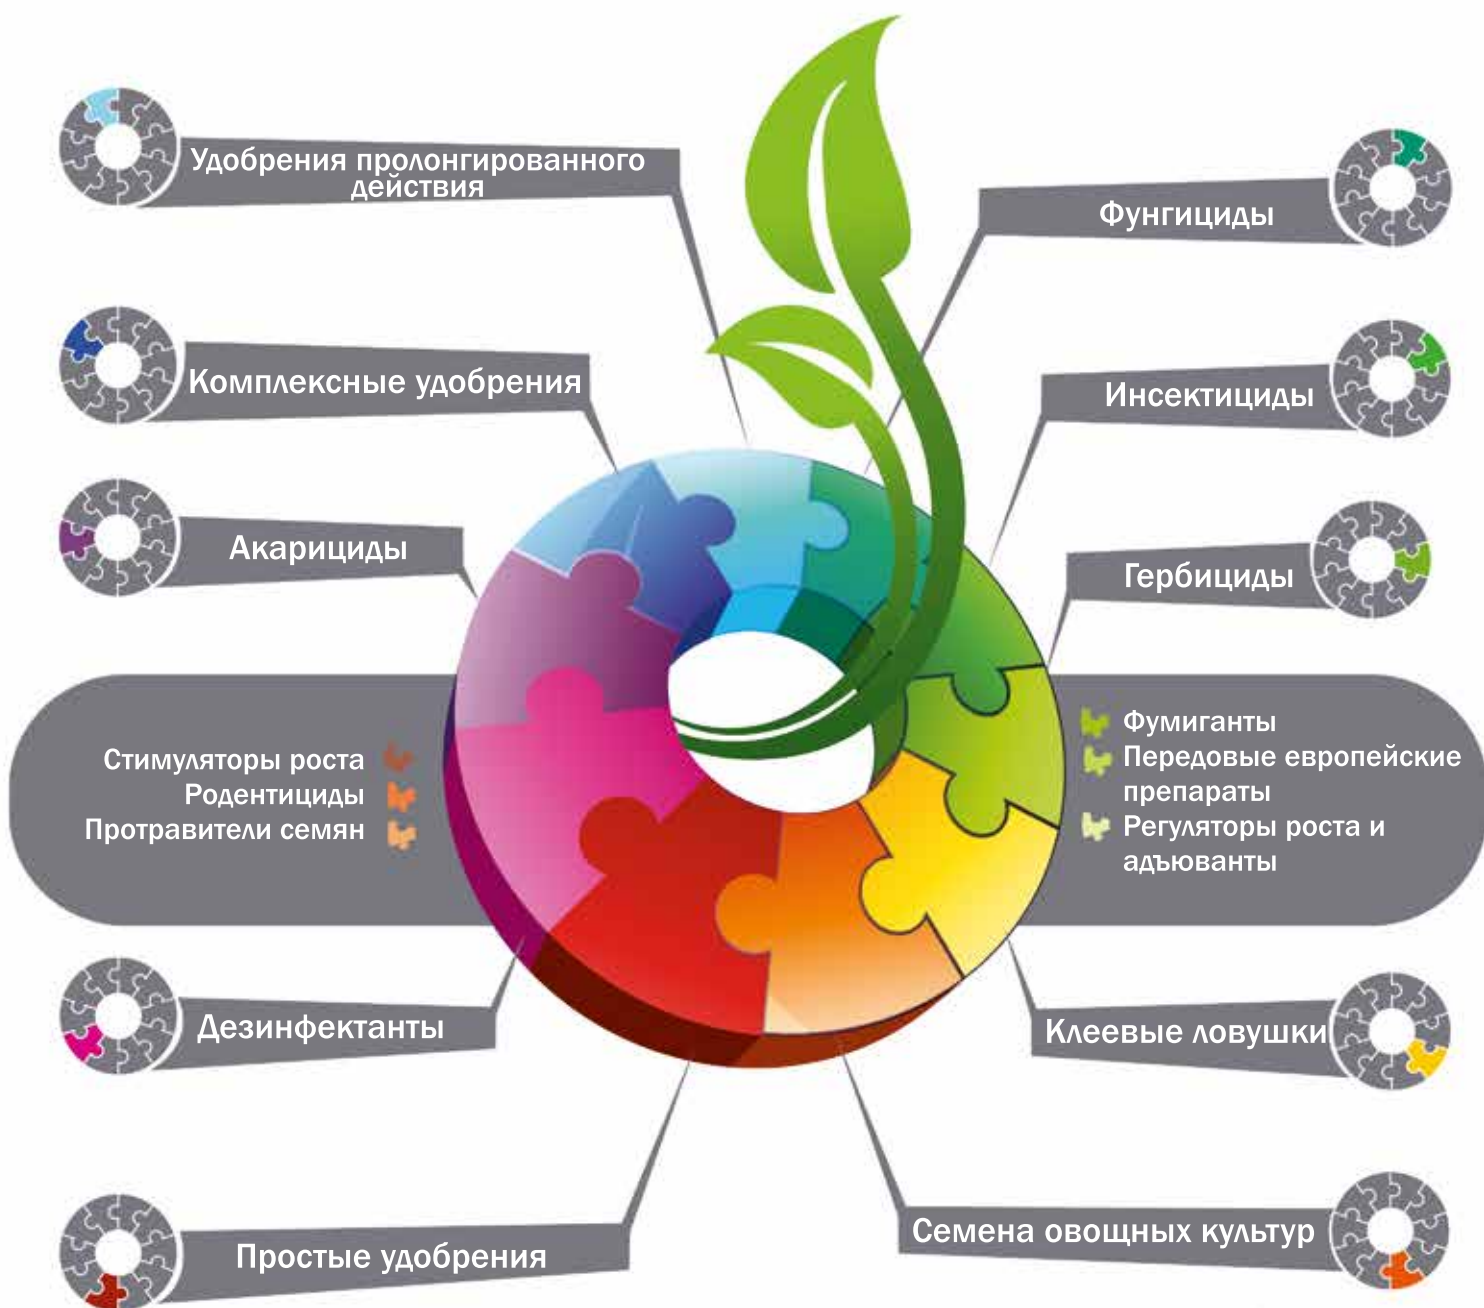 Удобрения пролонгированного
действия
Комплексные удобрения
Акарициды
Стимуляторы роста
Родентициды
Протравители семян
Дезинфектанты
Простые удобрения
Фунгициды
Инсектициды
Гербициды
Фумиганты
Передовые европейские
препараты
Регуляторы роста и
адъюванты
Клеевые ловушки
Семена овощных культур